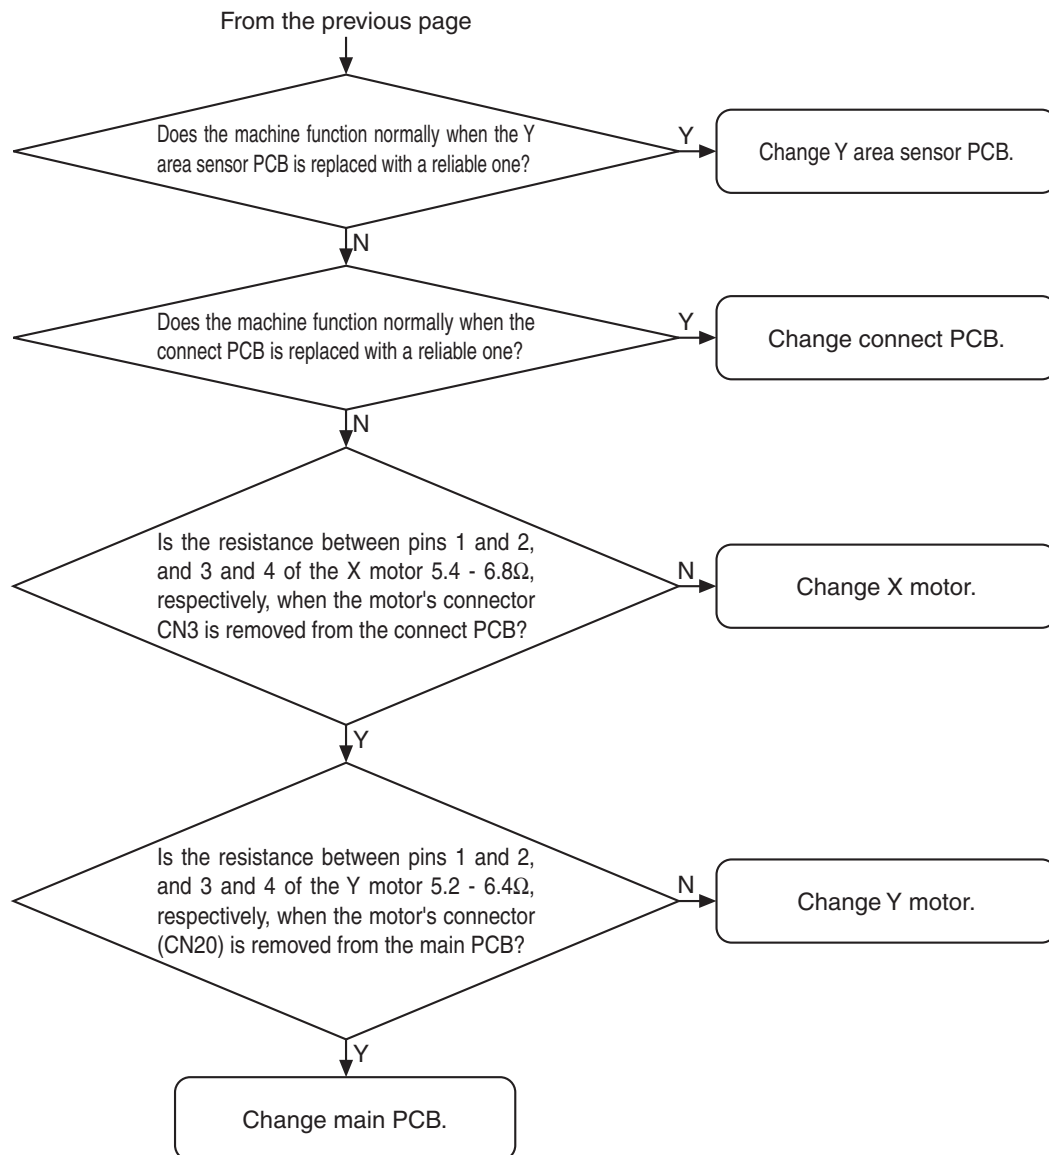 From the previous page
Does the machine function normally when the Y
area sensor PCB is replaced with a reliable one?
Y
Change Y area sensor PCB.
N
Does the machine function normally when the
connect PCB is replaced with a reliable one?
Y
Change connect PCB.
N
Is the resistance between pins 1 and 2,
and 3 and 4 of the X motor 5.4 - 6.8Ω,
respectively, when the motor's connector
CN3 is removed from the connect PCB?
N
Change X motor.
Y
Is the resistance between pins 1 and 2,
and 3 and 4 of the Y motor 5.2 - 6.4Ω,
respectively, when the motor's connector
(CN20) is removed from the main PCB?
N
Change Y motor.
Y
Change main PCB.